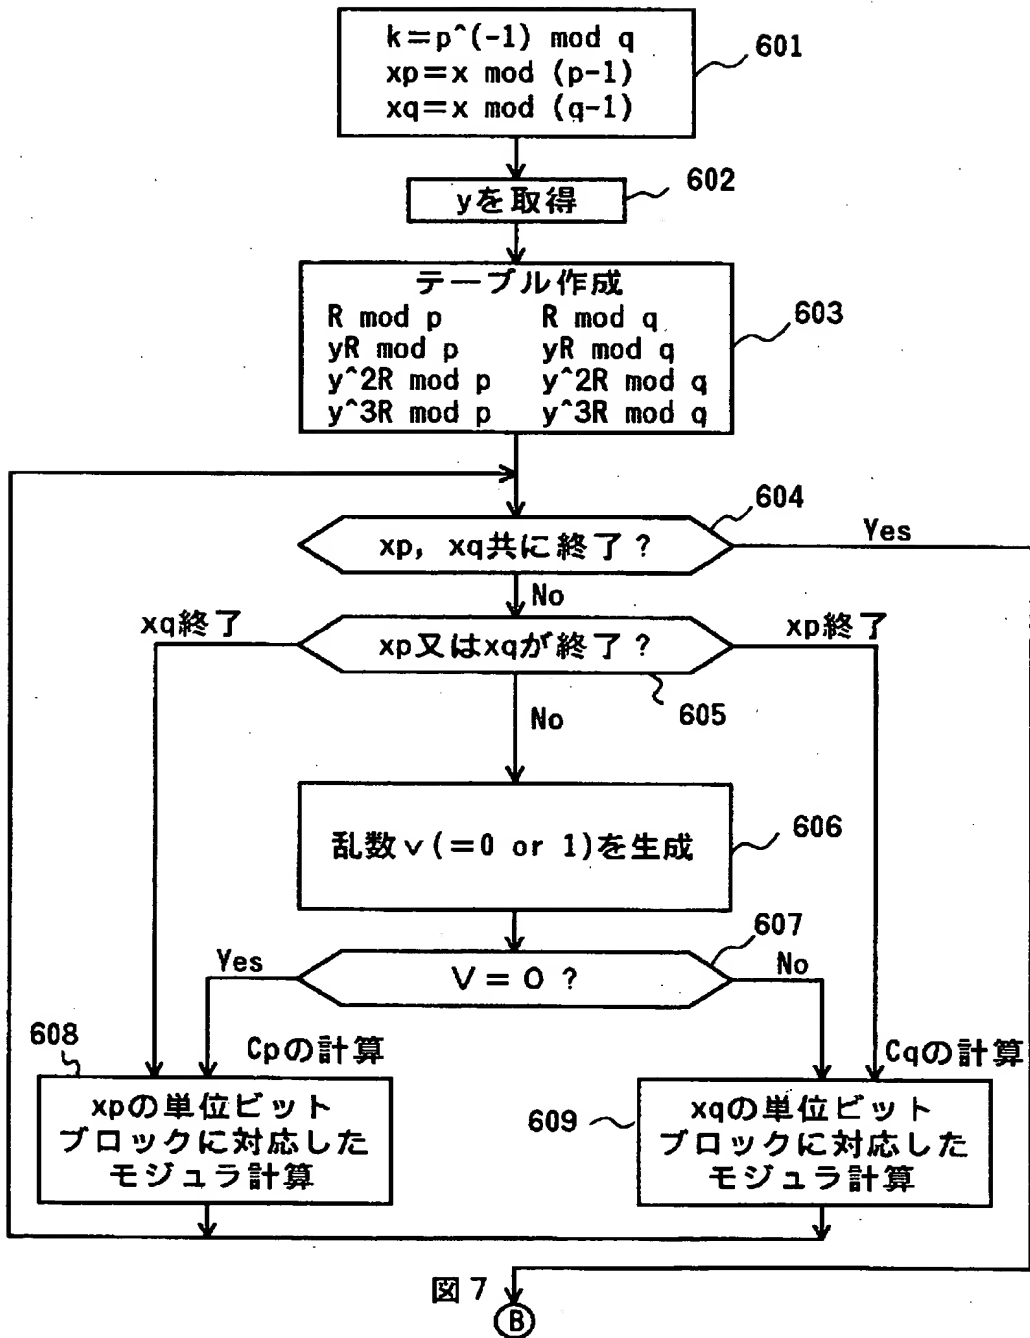 k=p^(-1) mod q
xp=x mod (p-1)
xq=x mod (q-1)
601
yを取得
602
テーブル作成
R mod p R mod q
yR mod p yR mod q
y^2R mod p y^2R mod q
y^3R mod p y^3R mod q
603
604
xp, xq共に終了?
Yes
No
xq終了
xp又はxqが終了?
xp終了
605
No
乱数v(=0 or 1)を生成
606
607
Yes
V=0?
No
608
Cpの計算
Cqの計算
xpの単位ビット
ブロックに対応した
モジュラ計算
609
xqの単位ビット
ブロックに対応した
モジュラ計算
図7
B